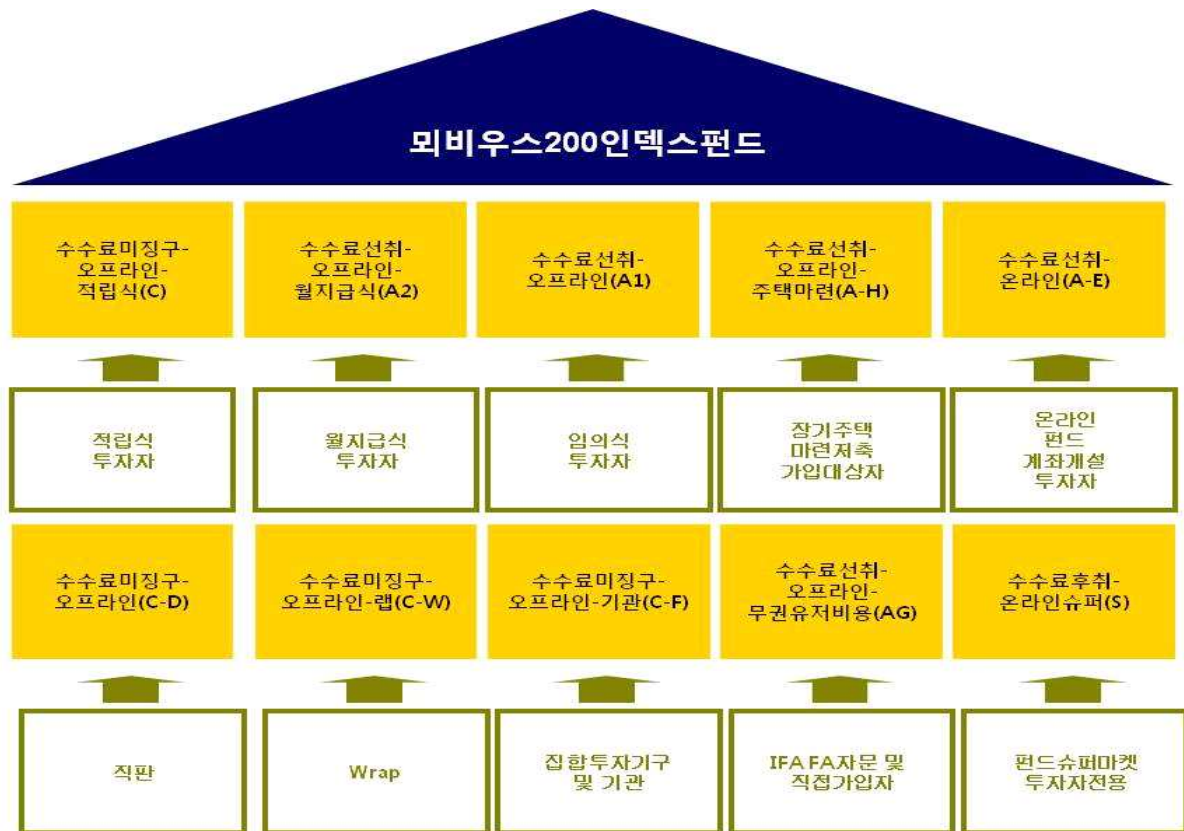 뫼비우스200인덱스펀드
수수료미징구-
오프라인-
적립식(C)
수수료선취-
오프라인-
월지급식(A2)
수수료선취-
오프라인(A1)
수수료선취-
오프라인-
주택마련(A-H)
수수료선취-
온라인(A-E)
적립식
투자자
월지급식
투자자
임의식
투자자
장기주택
마련저축
가입대상자
온라인
펀드
계좌개설
투자자
수수료미징구-
오프라인(C-D)
수수료미징구-
오프라인-랩(C-W)
수수료미징구-
오프라인-기관(C-F)
수수료선취-
오프라인-
무권유저비용(AG)
수수료후취-
온라인슈퍼(S)
직판
Wrap
집합투자기구
및 기관
IFA FA자문 및
직접가입자
펀드슈퍼마켓
투자자전용